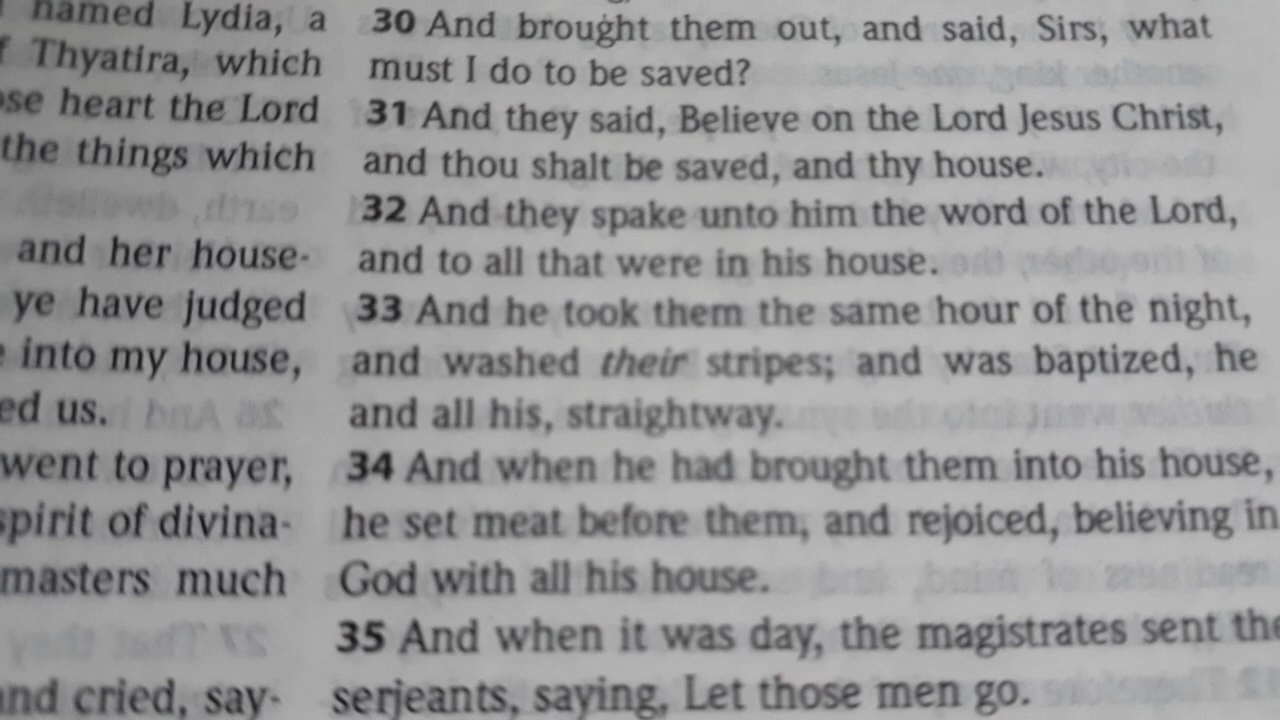 named Lydia, a
Thyatira, which
heart the Lord
the things which
and her house-
ye have judged
into my house,
us.
went to prayer,
spirit of divina-
masters much
and cried, say-
30 And brought them out, and said, Sirs, what
must I do to be saved?
31 And they said, Believe on the Lord Jesus Christ,
and thou shalt be saved, and thy house.
32 And they spake unto him the word of the Lord,
and to all that were in his house.
33 And he took them the same hour of the night,
and washed their stripes; and was baptized, he
and all his, straightway.
34 And when he had brought them into his house,
he set meat before them, and rejoiced, believing in
God with all his house.
35 And when it was day, the magistrates sent the
serjeants, saying, Let those men go.